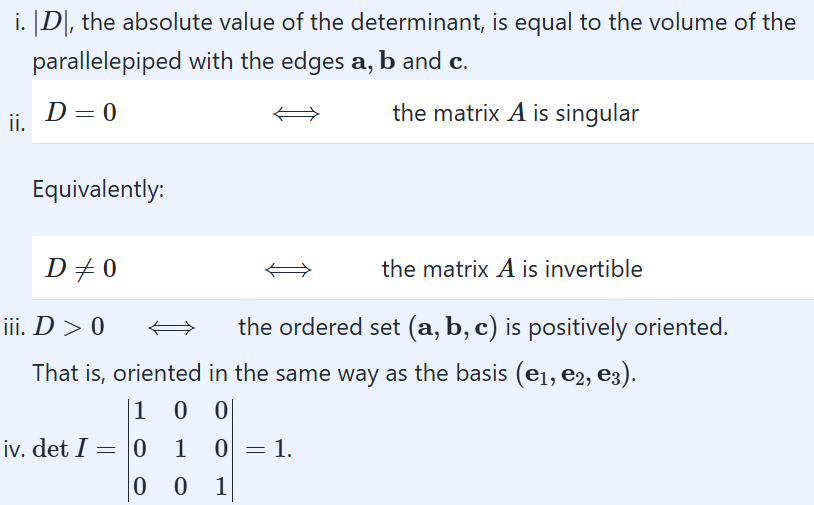 i. |D|, the absolute value of the determinant, is equal to the volume of the
parallelepiped with the edges a, b and c.
ii. D = 0 ⟺ the matrix A is singular
Equivalently:
D ≠ 0 ⟺ the matrix A is invertible
iii. D > 0 ⟺ the ordered set (a, b, c) is positively oriented.
That is, oriented in the same way as the basis (e₁, e₂, e₃).
|1 0 0|
iv. det I = |0 1 0| = 1.
|0 0 1|